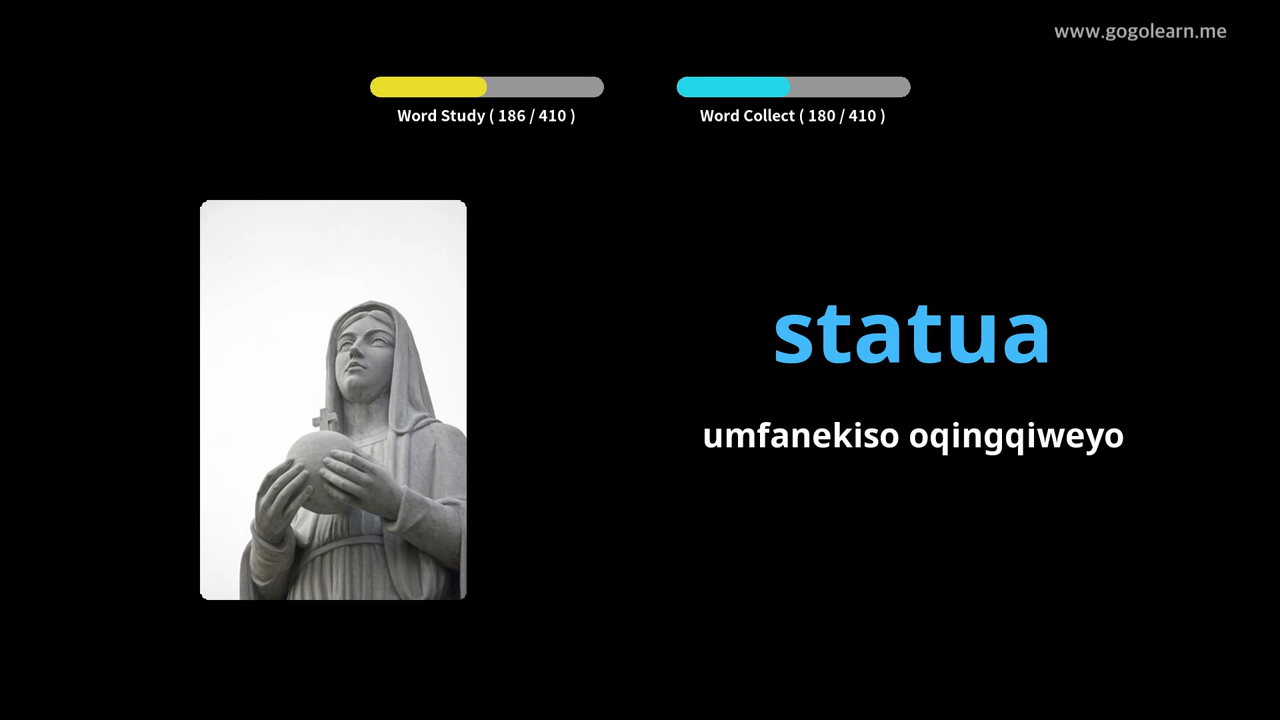 www.gogolearn.me
Word Study ( 186 / 410 )
Word Collect ( 180 / 410 )
statua
umfanekiso oqingqiweyo